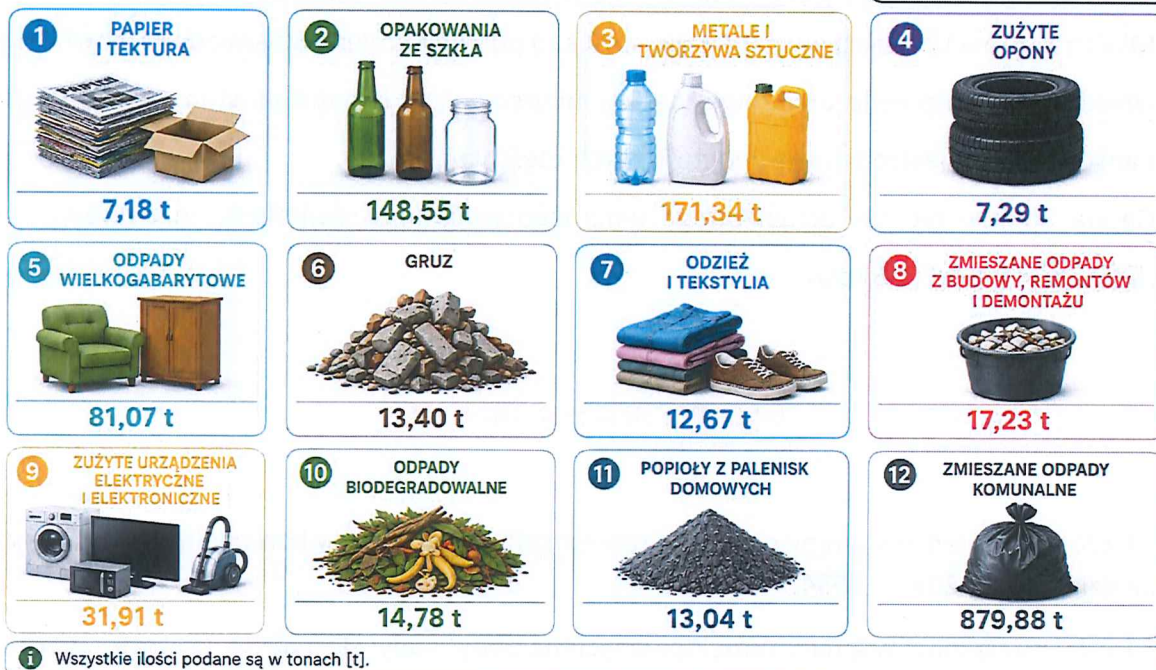 1 PAPIER
I TEKTURA
PAPIER
7,18 t
2 OPAKOWANIA
ZE SZKŁA
148,55 t
3 METALE I
TWORZYWA SZTUCZNE
171,34 t
4 ZUŻYTE
OPONY
7,29 t
5 ODPADY
WIELKOGABARYTOWE
81,07 t
6 GRUZ
13,40 t
7 ODZIEŻ
I TEKSTYLIA
12,67 t
8 ZMIESZANE ODPADY
Z BUDOWY, REMONTÓW
I DEMONTAŻU
17,23 t
9 ZUŻYTE URZĄDZENIA
ELEKTRYCZNE
I ELEKTRONICZNE
31,91 t
10 ODPADY
BIODEGRADOWALNE
14,78 t
11 POPIOŁY Z PALENISK
DOMOWYCH
13,04 t
12 ZMIESZANE ODPADY
KOMUNALNE
879,88 t
i Wszystkie ilości podane są w tonach [t].